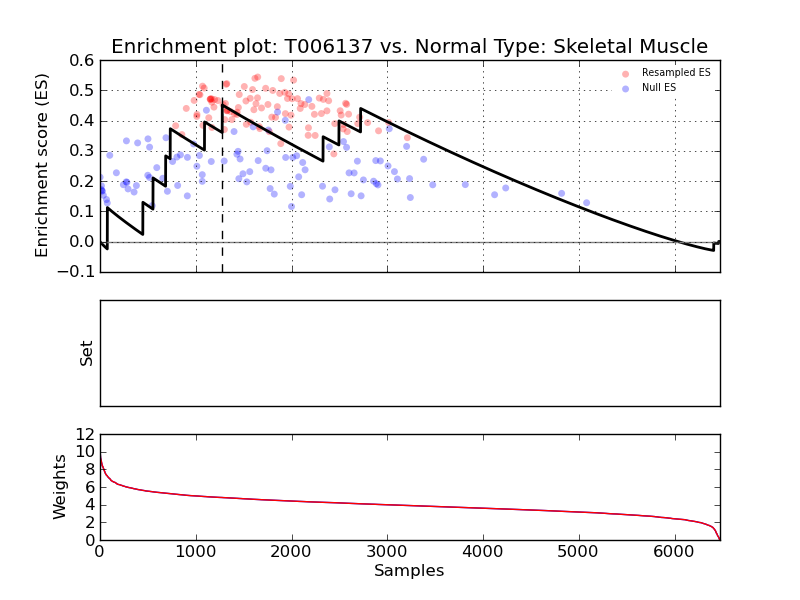 Enrichment plot: T006137 vs. Normal Type: Skeletal Muscle
Enrichment score (ES)
0.6
0.5
0.4
0.3
0.2
0.1
0.0
−0.1
Resampled ES
Null ES
Set
Weights
12
10
8
6
4
2
0
0 1000 2000 3000 4000 5000 6000
Samples